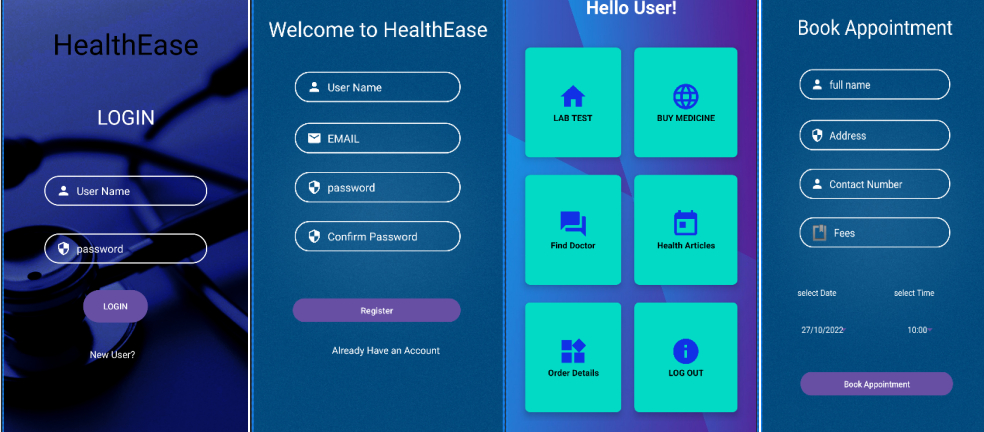 HealthEase
LOGIN
User Name
password
LOGIN
New User?
Welcome to HealthEase
User Name
EMAIL
password
Confirm Password
Register
Already Have an Account
Hello User!
LAB TEST
BUY MEDICINE
Find Doctor
Health Articles
Order Details
LOG OUT
Book Appointment
full name
Address
Contact Number
Fees
select Date
select Time
27/10/2022
10:00
Book Appointment